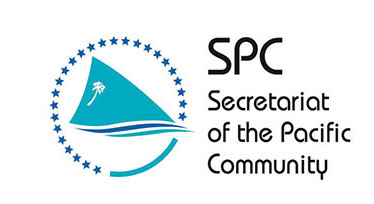 SPC
Secretariat
of the Pacific
Community